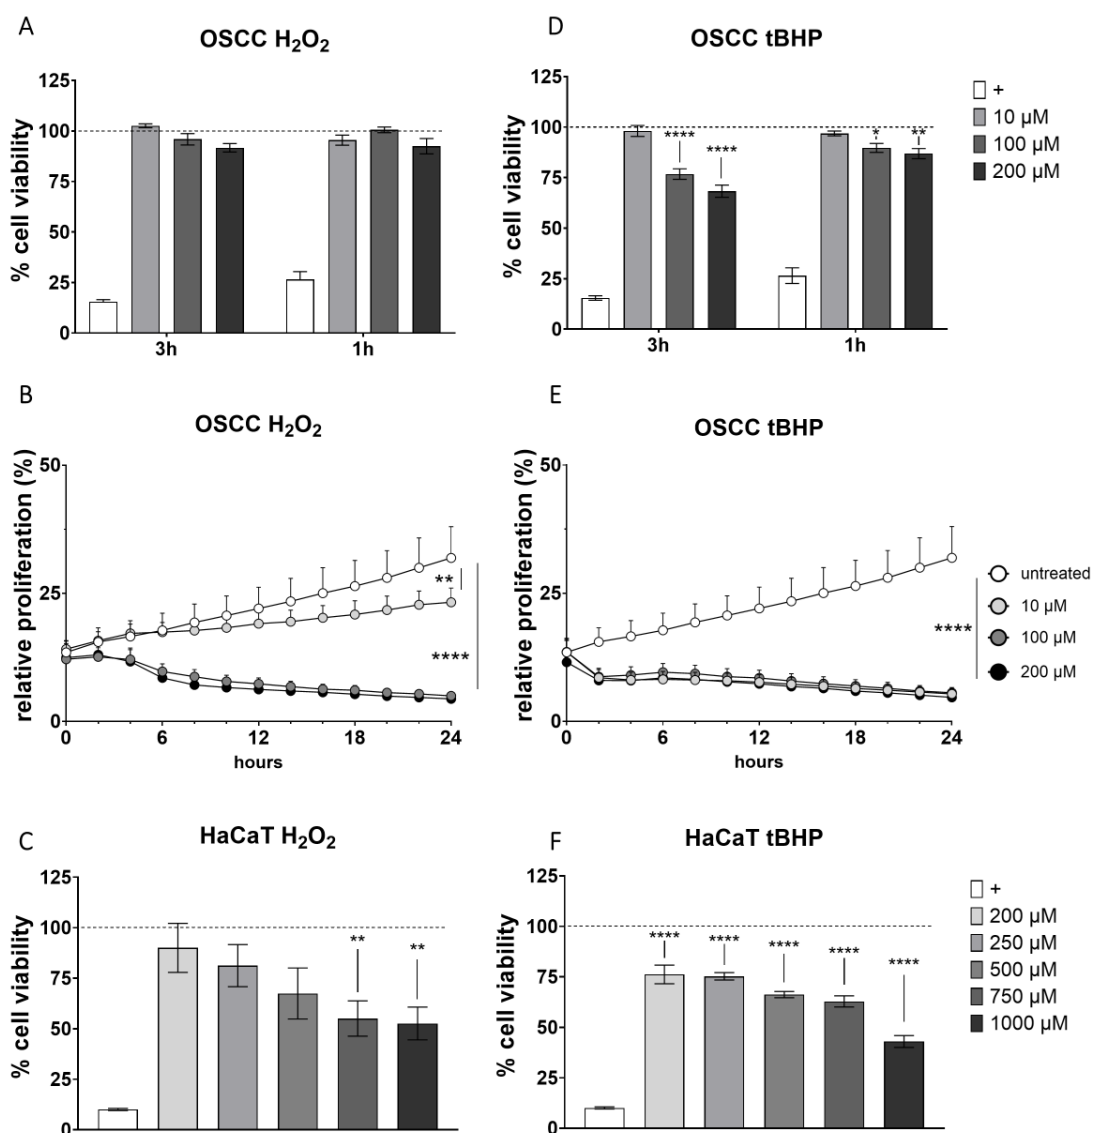 A
OSCC H₂O₂
% cell viability
125
100
75
50
25
0
3h
1h
D
OSCC tBHP
% cell viability
125
100
75
50
25
0
****
****
*
**
3h
1h
+
10 µM
100 µM
200 µM
B
OSCC H₂O₂
relative proliferation (%)
50
25
0
**
****
0 6 12 18 24
hours
E
OSCC tBHP
relative proliferation (%)
50
25
0
****
0 6 12 18 24
hours
untreated
10 µM
100 µM
200 µM
C
HaCaT H₂O₂
% cell viability
125
100
75
50
25
0
**
**
F
HaCaT tBHP
% cell viability
125
100
75
50
25
0
****
****
****
****
****
+
200 µM
250 µM
500 µM
750 µM
1000 µM